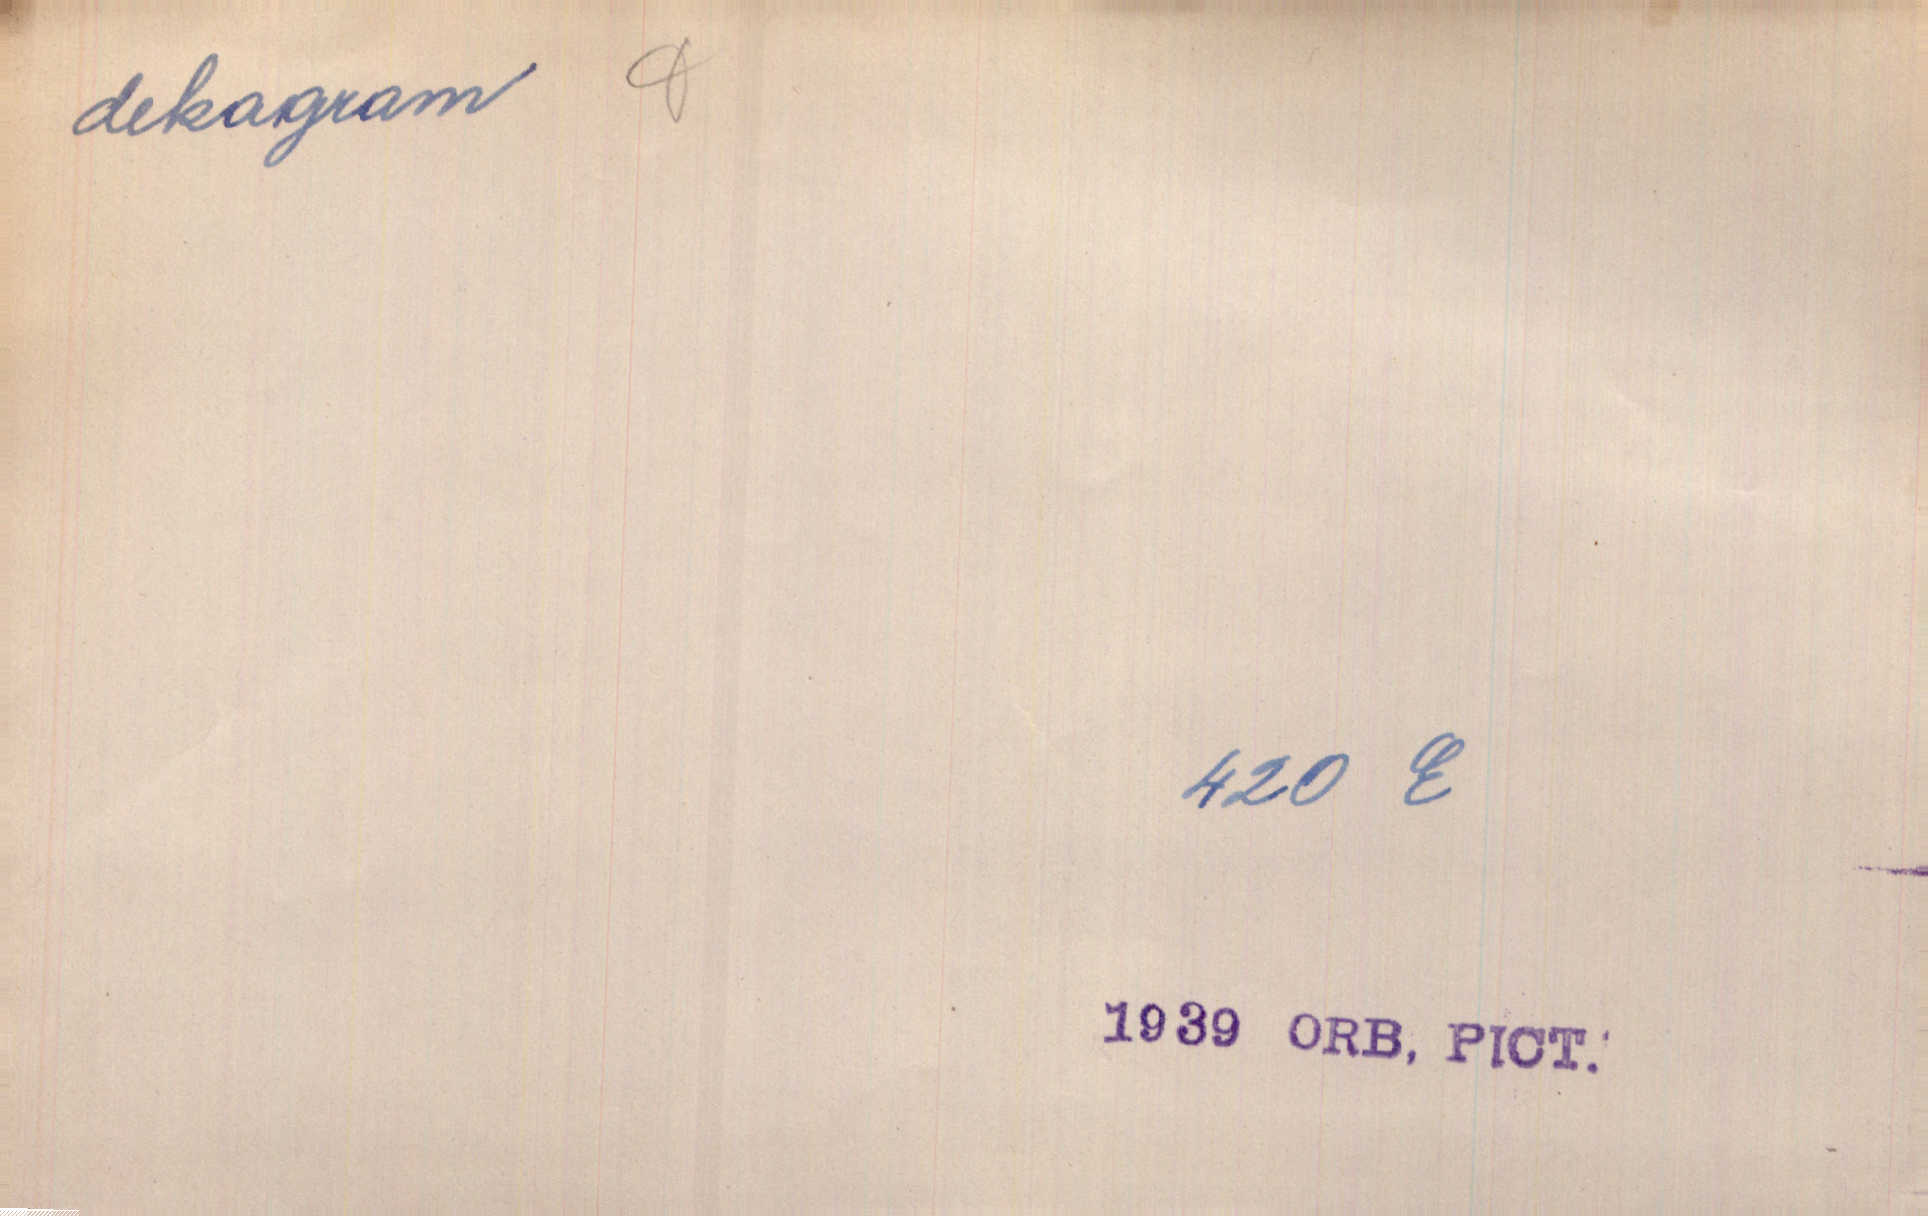 dekagram
420 E
1939 ORB, PICT.